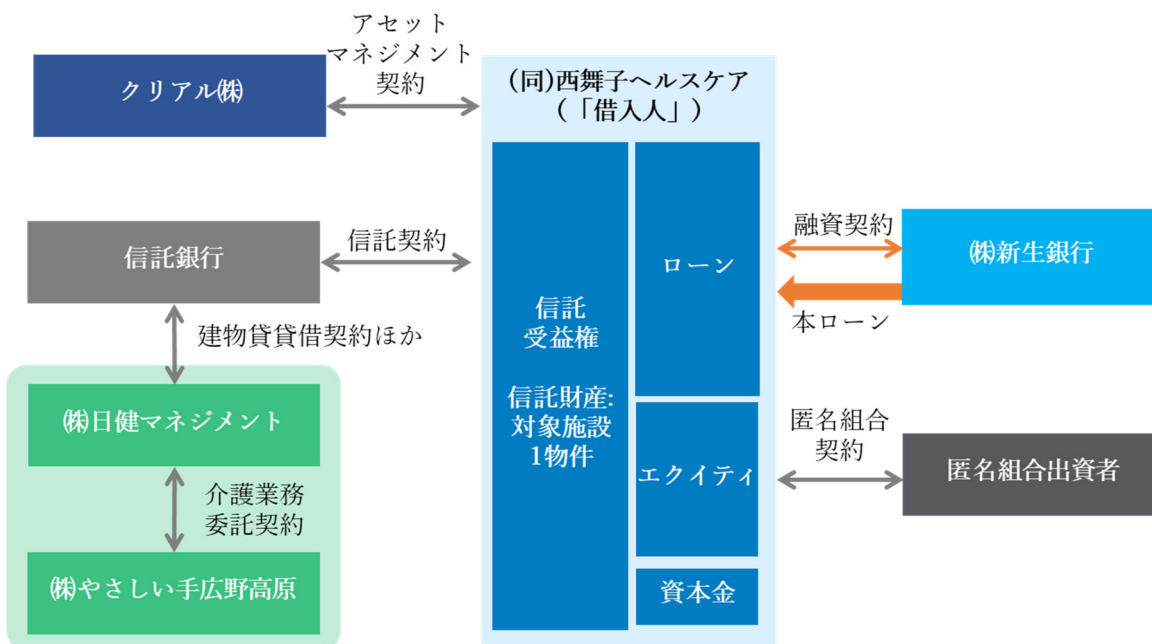 アセット
マネジメント
契約
クリアル㈱
(同)西舞子ヘルスケア
(「借入人」)
信託銀行
信託契約
建物貸貸借契約ほか
㈱日健マネジメント
介護業務
委託契約
㈱やさしい手広野高原
信託
受益権
信託財産:
対象施設
1物件
ローン
エクイティ
資本金
融資契約
㈱新生銀行
本ローン
匿名組合
契約
匿名組合出資者